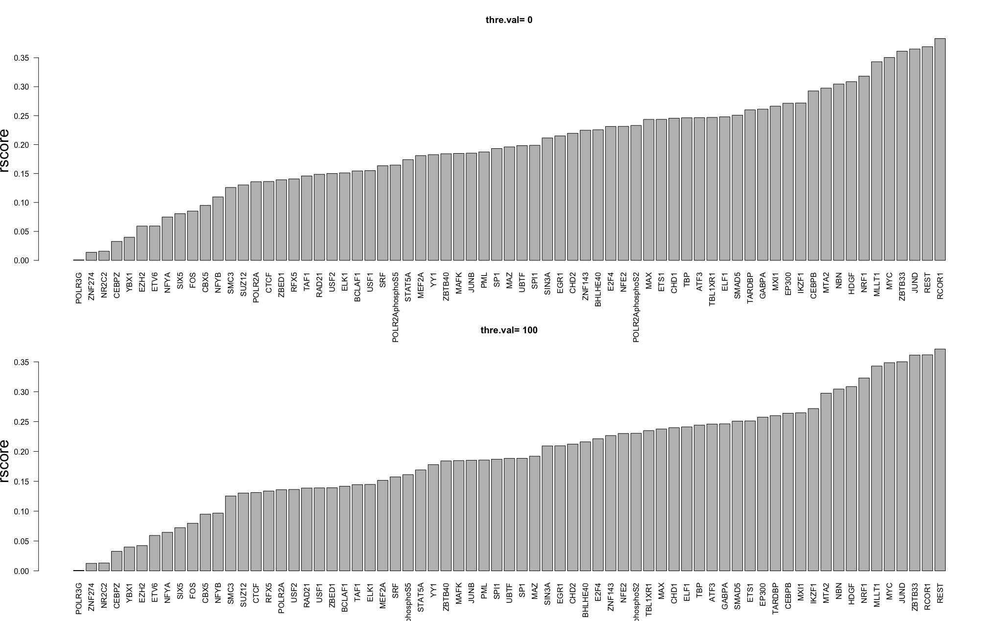 thre.val= 0
rscore
0.35
0.30
0.25
0.20
0.15
0.10
0.05
0.00
POLR3G
ZNF274
NR2C2
CEBPZ
YBX1
EZH2
ETV6
NFYA
SIX5
FOS
CBX5
NFYB
SMC3
SUZ12
POLR2A
CTCF
ZBED1
RFX5
TAF1
RAD21
USF2
ELK1
BCLAF1
USF1
SRF
POLR2AphosphoS5
STAT5A
MEF2A
YY1
ZBTB40
MAFK
JUNB
PML
SP1
MAZ
UBTF
SPI1
SIN3A
EGR1
CHD2
ZNF143
BHLHE40
E2F4
NFE2
POLR2AphosphoS2
MAX
ETS1
CHD1
TBP
ATF3
TBL1XR1
ELF1
SMAD5
TARDBP
GABPA
MXI1
EP300
IKZF1
CEBPB
MTA2
NBN
HDGF
NRF1
MLLT1
MYC
ZBTB33
JUND
REST
RCOR1
thre.val= 100
rscore
0.35
0.30
0.25
0.20
0.15
0.10
0.05
0.00
POLR3G
ZNF274
NR2C2
CEBPZ
YBX1
EZH2
ETV6
NFYA
SIX5
FOS
CBX5
NFYB
SMC3
SUZ12
CTCF
RFX5
POLR2A
USF2
RAD21
USF1
ZBED1
BCLAF1
TAF1
ELK1
MEF2A
SRF
phosphoS5
STAT5A
YY1
ZBTB40
MAFK
JUNB
PML
SPI1
UBTF
SP1
MAZ
SIN3A
EGR1
CHD2
BHLHE40
E2F4
ZNF143
NFE2
phosphoS2
TBL1XR1
MAX
CHD1
ELF1
TBP
ATF3
GABPA
SMAD5
ETS1
EP300
TARDBP
CEBPB
MXI1
IKZF1
MTA2
NBN
HDGF
NRF1
MLLT1
MYC
JUND
ZBTB33
RCOR1
REST